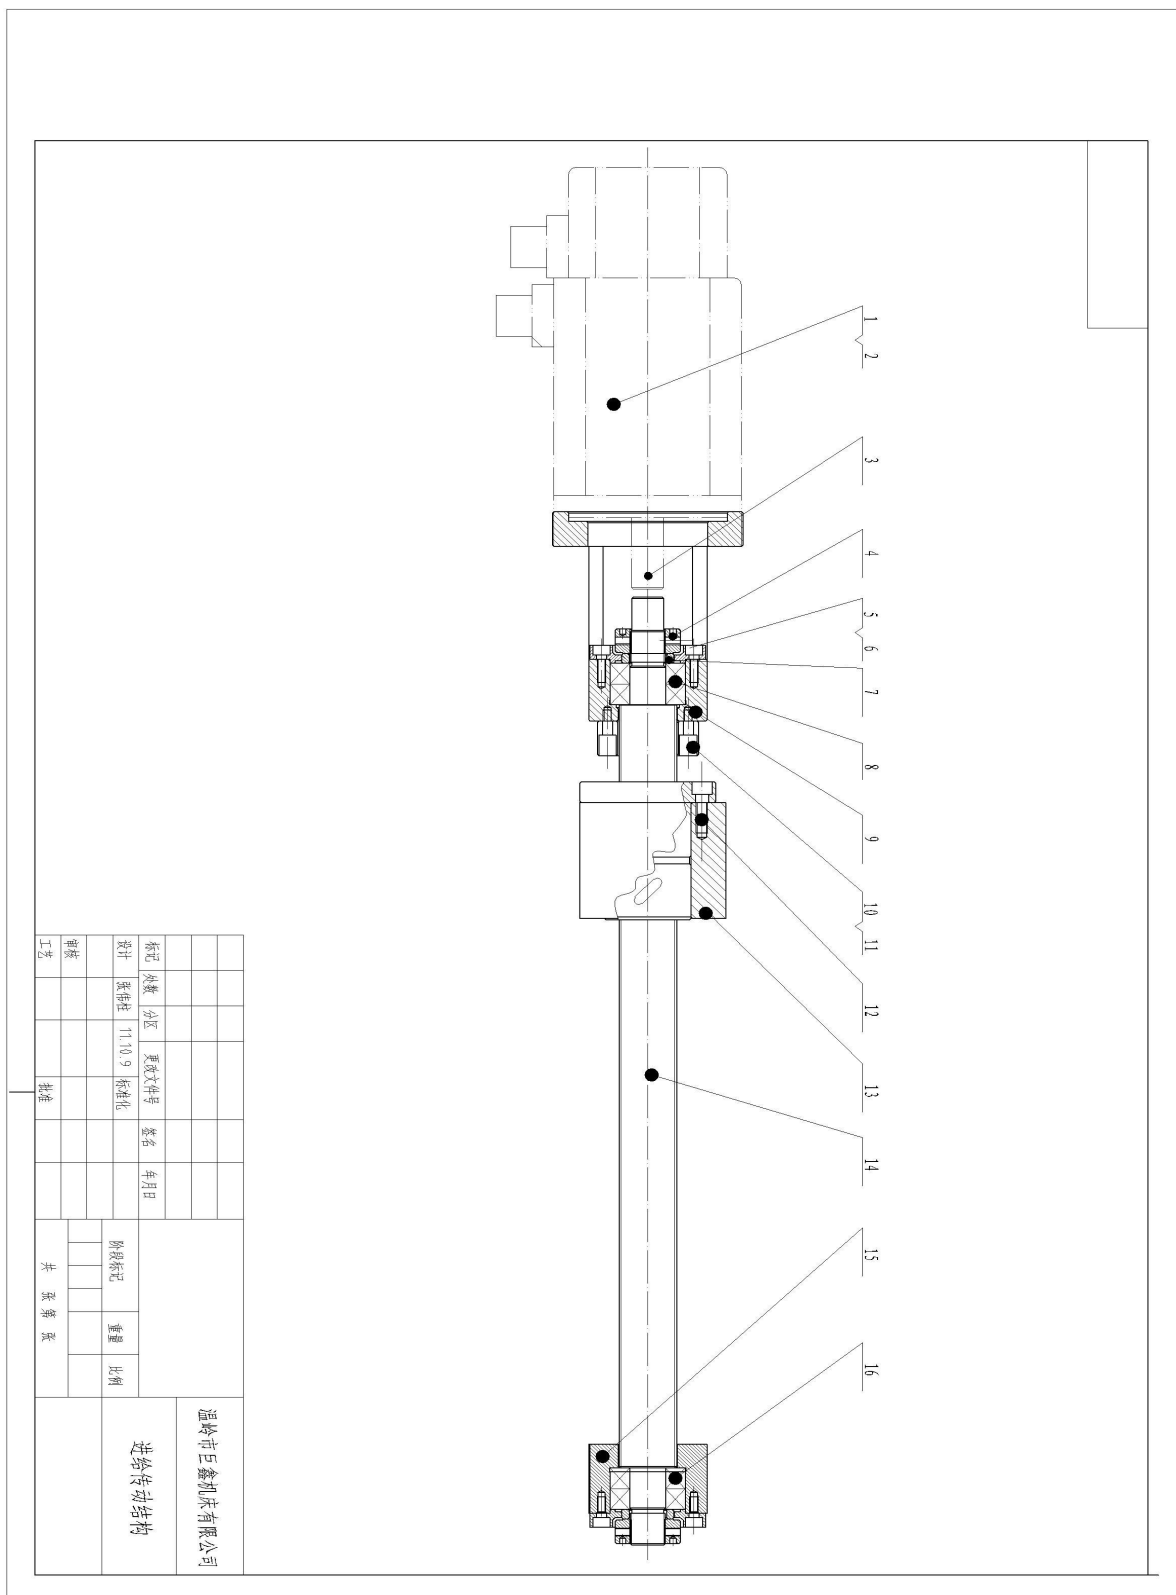 1
2
3
4
5
6
7
8
9
10
11
12
13
14
15
16
标记 处数 分区 更改文件号 签名 年月日
设计 张伟柱 11.10.9 标准化
审核
工艺 批准
阶段标记 重量 比例
共 张 第 张
温岭市巨鑫机床有限公司
进给传动结构